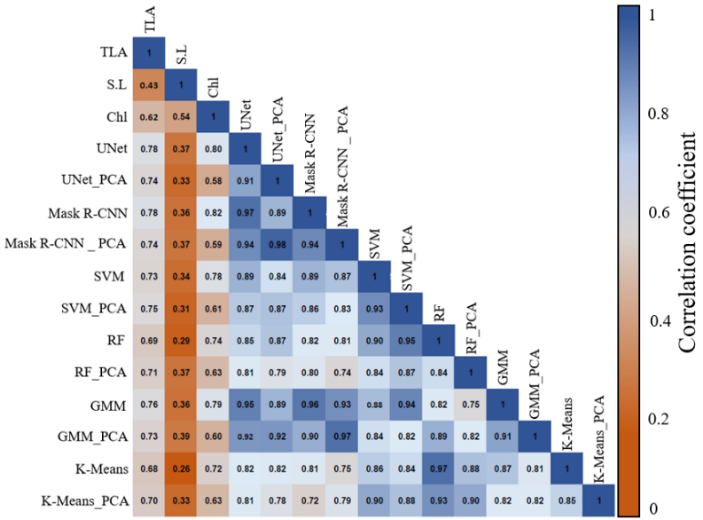 TLA
TLA 1 S.L
S.L 0.43 1 Chl
Chl 0.62 0.54 1 UNet
UNet 0.78 0.37 0.80 1 UNet_PCA
UNet_PCA 0.74 0.33 0.58 0.91 1 Mask R-CNN
Mask R-CNN 0.78 0.36 0.82 0.97 0.89 1 Mask R-CNN _ PCA
Mask R-CNN _ PCA 0.74 0.37 0.59 0.94 0.98 0.94 1 SVM
SVM 0.73 0.34 0.78 0.89 0.84 0.89 0.87 1 SVM_PCA
SVM_PCA 0.75 0.31 0.61 0.87 0.87 0.86 0.83 0.93 1 RF
RF 0.69 0.29 0.74 0.85 0.87 0.82 0.81 0.90 0.95 1 RF_PCA
RF_PCA 0.71 0.37 0.63 0.81 0.79 0.80 0.74 0.84 0.87 0.84 1 GMM
GMM 0.76 0.36 0.79 0.95 0.89 0.96 0.93 0.88 0.94 0.82 0.75 1 GMM_PCA
GMM_PCA 0.73 0.39 0.60 0.92 0.92 0.90 0.97 0.84 0.82 0.89 0.82 0.91 1 K-Means
K-Means 0.68 0.26 0.72 0.82 0.82 0.81 0.75 0.86 0.84 0.97 0.88 0.87 0.81 1 K-Means_PCA
K-Means_PCA 0.70 0.33 0.63 0.81 0.78 0.72 0.79 0.90 0.88 0.93 0.90 0.82 0.82 0.85 1
1
0.8
0.6
0.4
0.2
0
Correlation coefficient